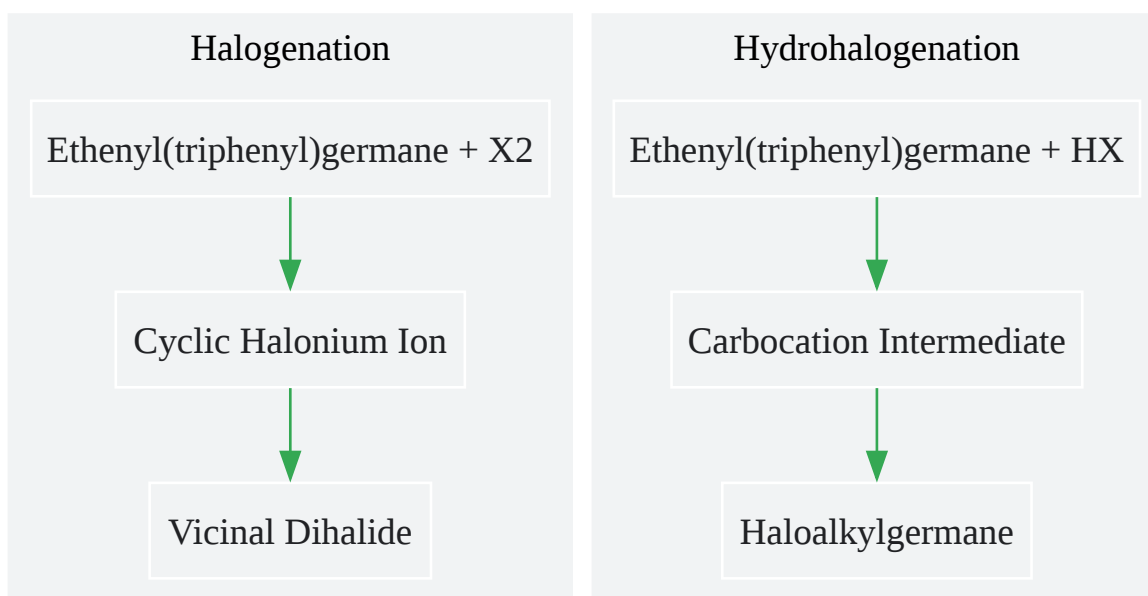 Halogenation
Ethenyl(triphenyl)germane + X2
Cyclic Halonium Ion
Vicinal Dihalide
Hydrohalogenation
Ethenyl(triphenyl)germane + HX
Carbocation Intermediate
Haloalkylgermane